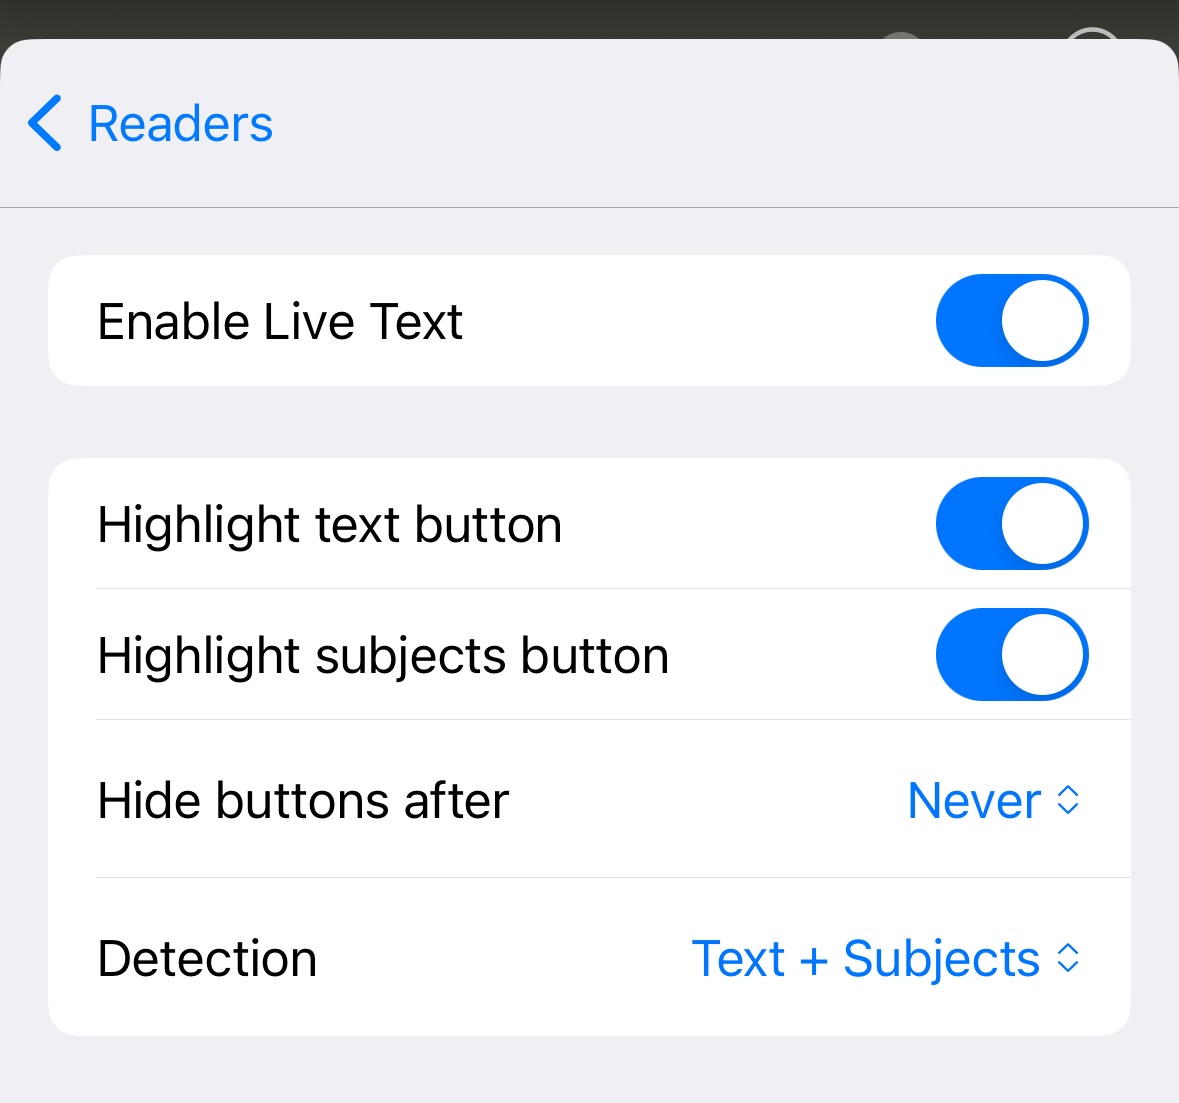 Readers
Enable Live Text
Highlight text button
Highlight subjects button
Hide buttons after Never
Detection Text + Subjects